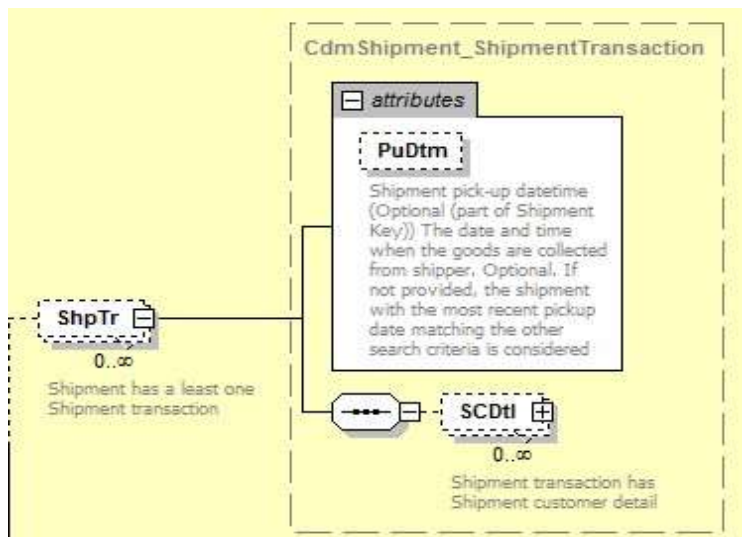 CdmShipment_ShipmentTransaction
attributes
PuDtm
Shipment pick-up datetime
(Optional (part of Shipment
Key)) The date and time
when the goods are collected
from shipper. Optional. If
not provided, the shipment
with the most recent pickup
date matching the other
search criteria is considered
ShpTr
0..∞
Shipment has a least one
Shipment transaction
SCDtl
0..∞
Shipment transaction has
Shipment customer detail